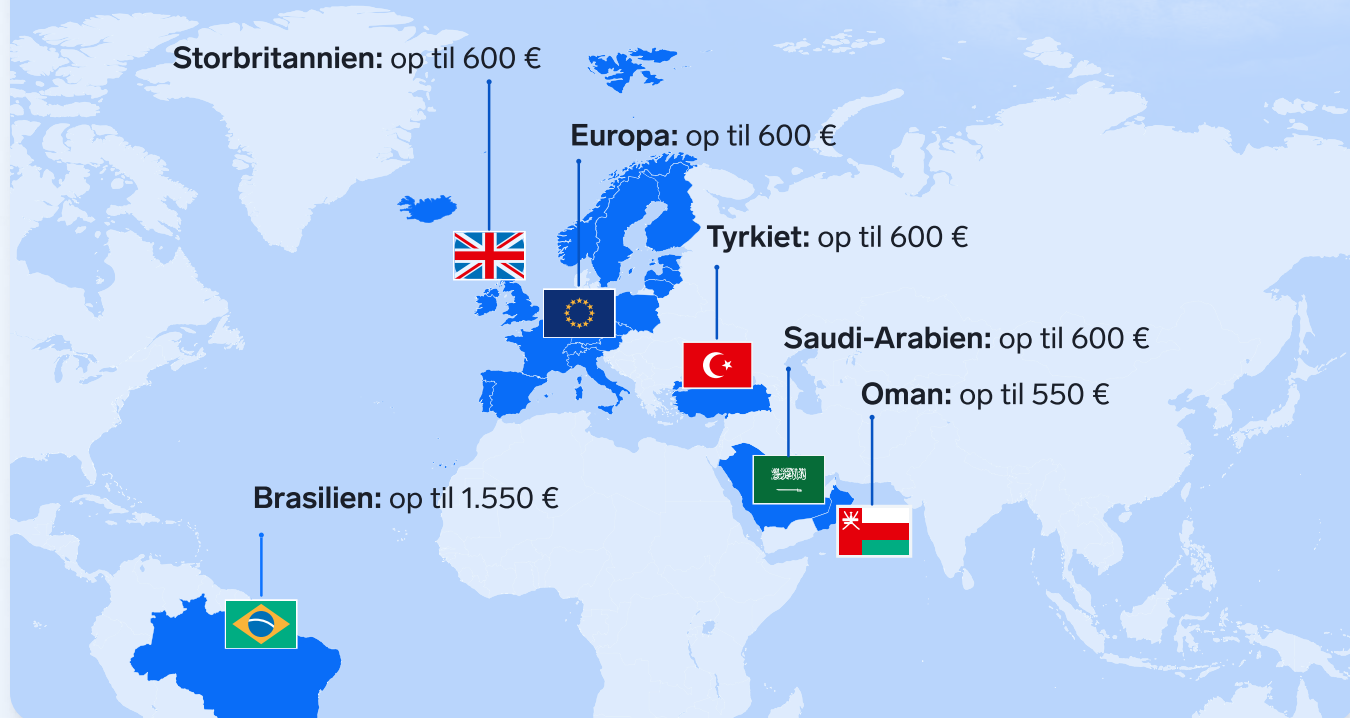 Storbritannien: op til 600 €
Europa: op til 600 €
Tyrkiet: op til 600 €
Saudi-Arabien: op til 600 €
Oman: op til 550 €
Brasilien: op til 1.550 €